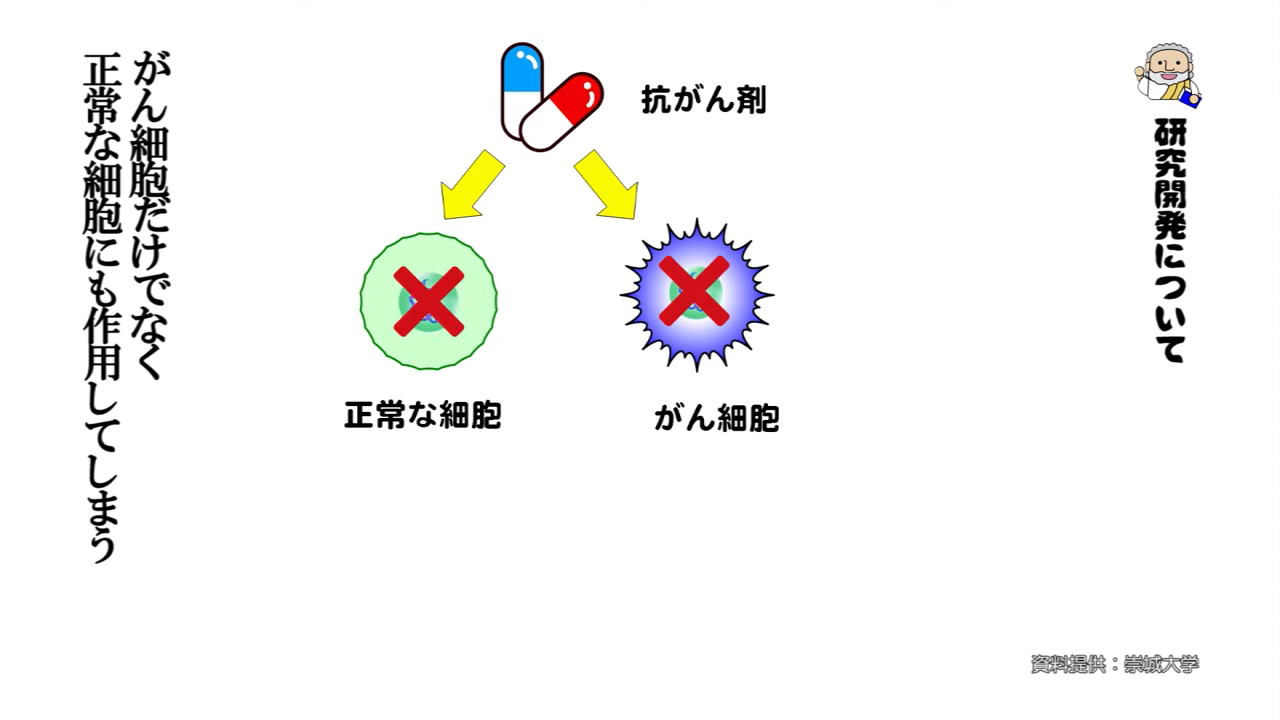 研究開発について
抗がん剤
正常な細胞
がん細胞
がん細胞だけでなく
正常な細胞にも作用してしまう
資料提供：崇城大学